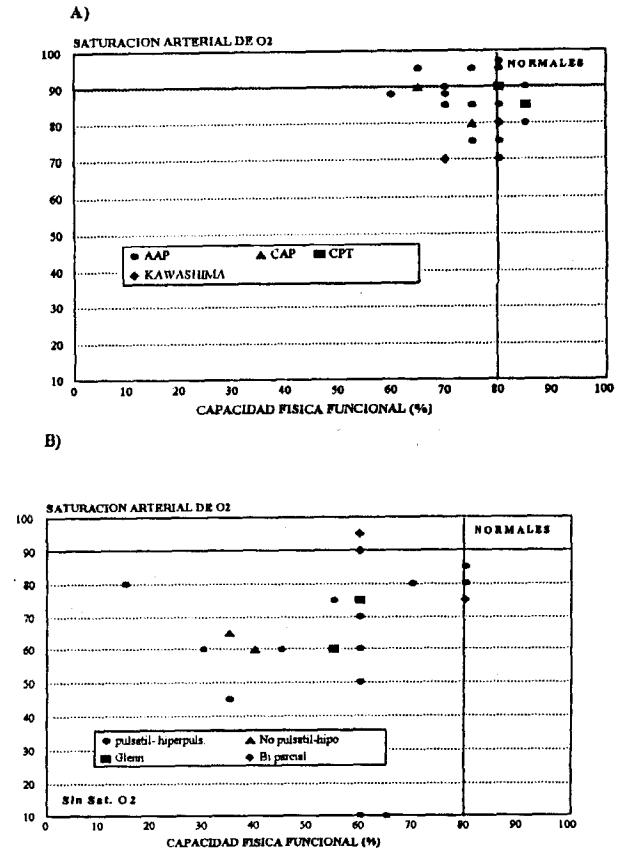 A)
SATURACION ARTERIAL DE O2
100
NORMALES
90
80
70
60
50
AAP CAP CPT
40
KAWASHIMA
30
20
10
0 10 20 30 40 50 60 70 80 90 100
CAPACIDAD FISICA FUNCIONAL (%)
B)
SATURACION ARTERIAL DE O2
100
NORMALES
90
80
70
60
50
40
pulsatil-hiperpuls. No pulsatil-hipo
30
Glenn Bi parcial
20
Sin Sat. O2
10
0 10 20 30 40 50 60 70 80 90 100
CAPACIDAD FISICA FUNCIONAL (%)